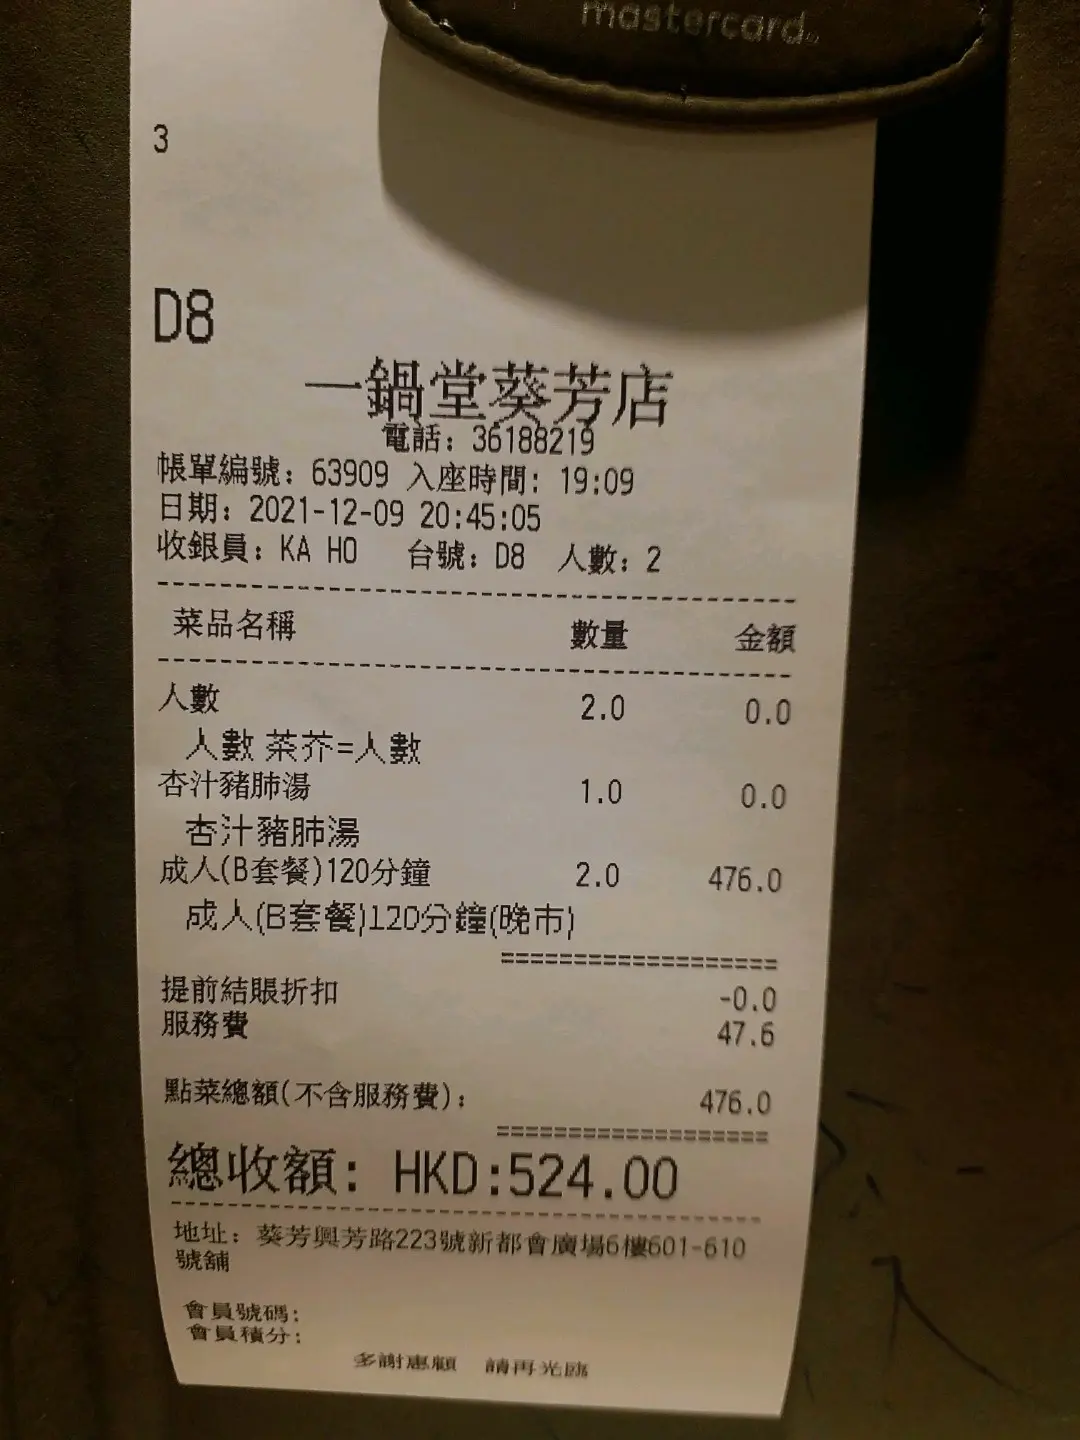 mastercard
3
D8
一鍋堂葵芳店
電話: 36188219
帳單編號: 63909 入座時間: 19:09
日期: 2021-12-09 20:45:05
收銀員: KA HO 台號: D8 人數: 2
菜品名稱 數量 金額
人數 2.0 0.0
人數 茶芥=人數
杏汁豬肺湯 1.0 0.0
杏汁豬肺湯
成人(B套餐)120分鐘 2.0 476.0
成人(B套餐)120分鐘(晚市)
提前結賬折扣 -0.0
服務費 47.6
點菜總額(不含服務費): 476.0
總收額: HKD:524.00
地址: 葵芳興芳路223號新都會廣場6樓601-610
號舖
會員號碼:
會員積分:
多謝惠顧 請再光臨